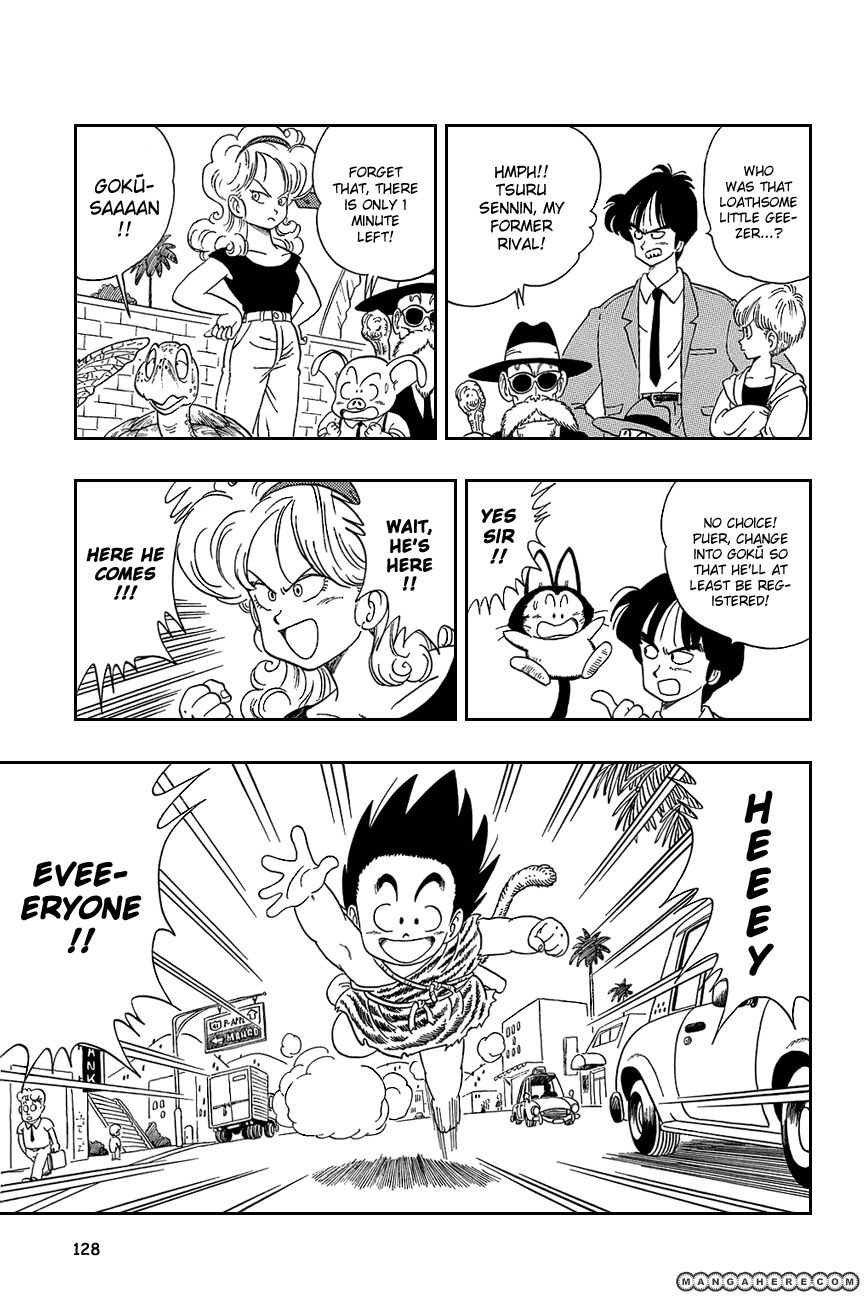 WHO
WAS THAT
LOATHSOME
LITTLE GEE-
ZER...?
HMPH!!
TSURU
SENNIN, MY
FORMER
RIVAL!
FORGET
THAT, THERE
IS ONLY 1
MINUTE
LEFT!
GOKŪ-
SAAAAN
!!
NO CHOICE!
PUER, CHANGE
INTO GOKŪ SO
THAT HE'LL AT
LEAST BE REG-
ISTERED!
YES
SIR
!!
WAIT,
HE'S
HERE
!!
HERE HE
COMES
!!!
HEEEY
EVEE-
ERYONE
!!
P-APPI
MANGO
ANK
128
MANGAHERE.COM